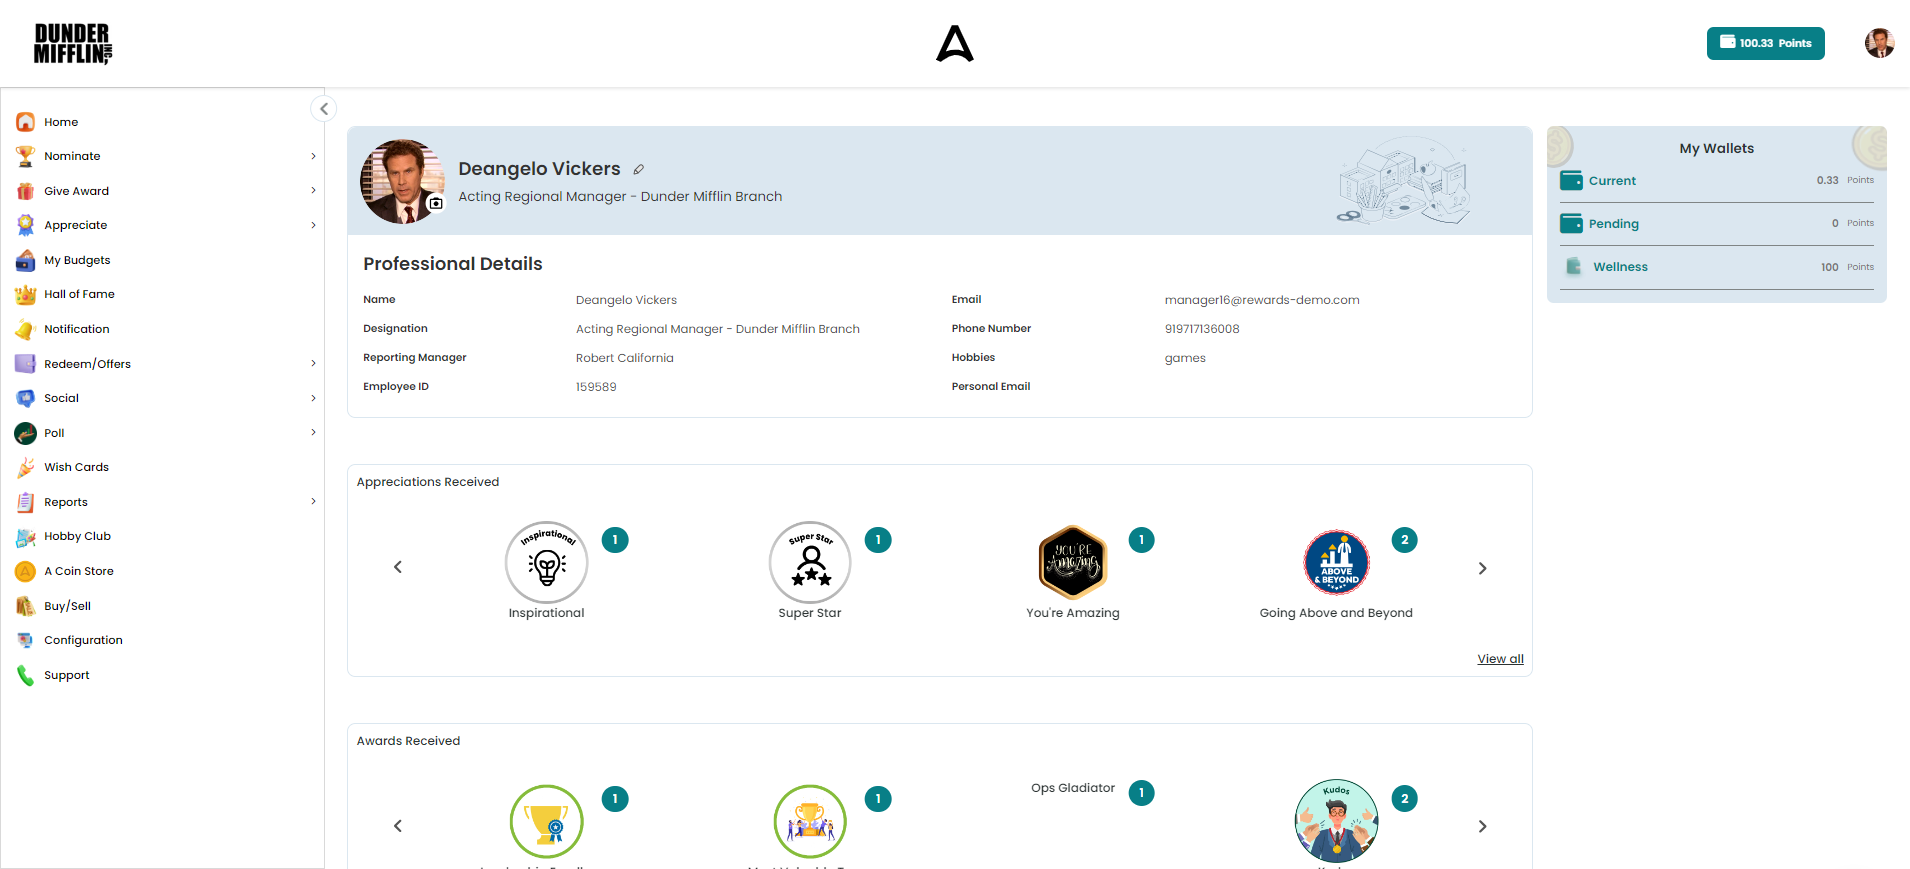 DUNDER
MIFFLIN, INC
100.33 Points
Home
Nominate
Give Award
Appreciate
My Budgets
Hall of Fame
Notification
Redeem/Offers
Social
Poll
Wish Cards
Reports
Hobby Club
A Coin Store
Buy/Sell
Configuration
Support
Deangelo Vickers
Acting Regional Manager - Dunder Mifflin Branch
Professional Details
Name Deangelo Vickers Email manager16@rewards-demo.com
Designation Acting Regional Manager - Dunder Mifflin Branch Phone Number 919717136008
Reporting Manager Robert California Hobbies games
Employee ID 159589 Personal Email
My Wallets
Current 0.33 Points
Pending 0 Points
Wellness 100 Points
Appreciations Received
Inspirational 1
Super Star 1
YOU'RE Amazing 1
ABOVE & BEYOND 2
Inspirational
Super Star
You're Amazing
Going Above and Beyond
View all
Awards Received
1
1
Ops Gladiator 1
Kudos 2